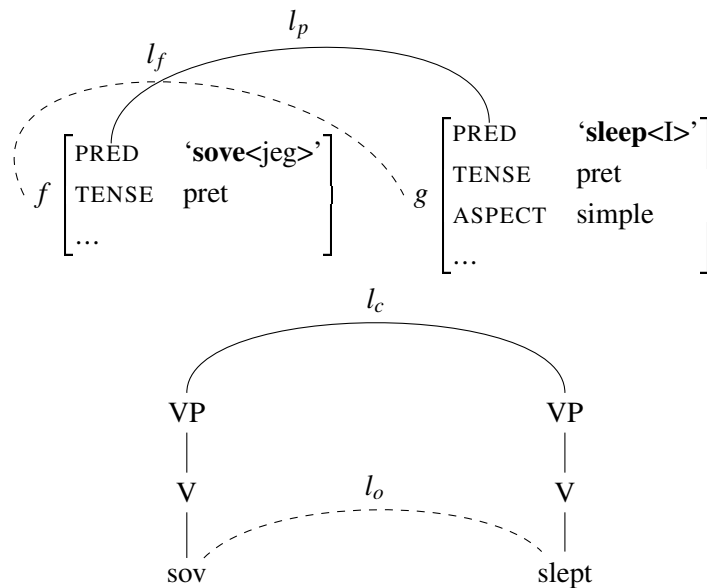 l_p
l_f
f PRED ‘sove<jeg>’
TENSE pret
...
g PRED ‘sleep<I>’
TENSE pret
ASPECT simple
...
l_c
VP VP
V V
l_o
sov slept